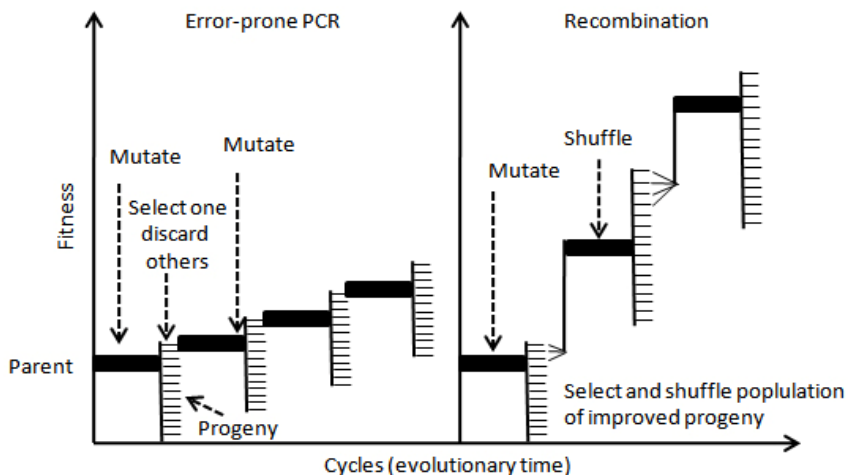 Error-prone PCR
Recombination
Mutate
Mutate
Select one
discard
others
Shuffle
Mutate
Fitness
Parent
Progeny
Select and shuffle poplulation
of improved progeny
Cycles (evolutionary time)